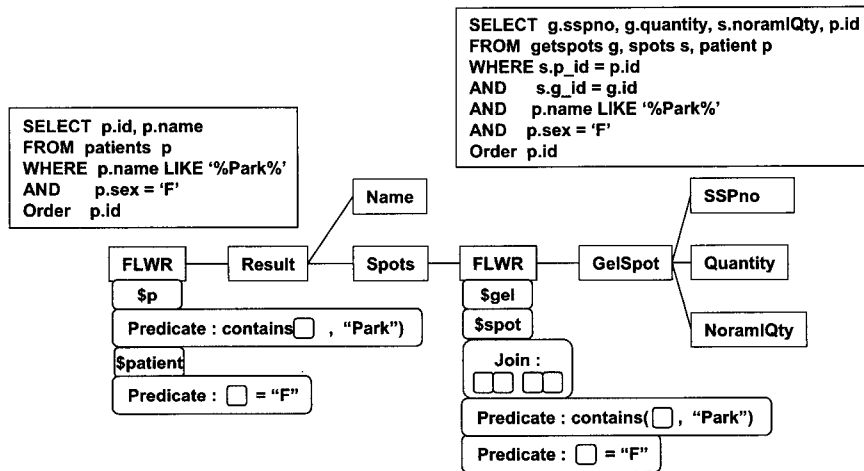 SELECT g.sspno, g.quantity, s.noramlQty, p.id
FROM getspots g, spots s, patient p
WHERE s.p_id = p.id
AND s.g_id = g.id
AND p.name LIKE '%Park%'
AND p.sex = 'F'
Order p.id
SELECT p.id, p.name
FROM patients p
WHERE p.name LIKE '%Park%'
AND p.sex = 'F'
Order p.id
Name
SSPno
FLWR
Result
Spots
FLWR
GelSpot
Quantity
$p
$gel
Predicate : contains , “Park”)
$spot
NoramlQty
$patient
Join :
Predicate : = “F”
Predicate : contains( , “Park”)
Predicate : = “F”